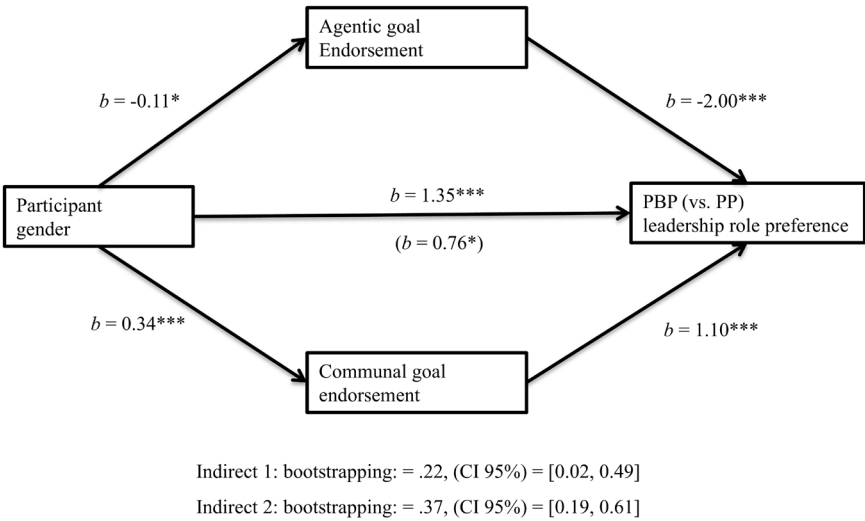 Agentic goal
Endorsement
b = -0.11*
b = -2.00***
Participant
gender
b = 1.35***
(b = 0.76*)
PBP (vs. PP)
leadership role preference
b = 0.34***
b = 1.10***
Communal goal
endorsement
Indirect 1: bootstrapping: = .22, (CI 95%) = [0.02, 0.49]
Indirect 2: bootstrapping: = .37, (CI 95%) = [0.19, 0.61]